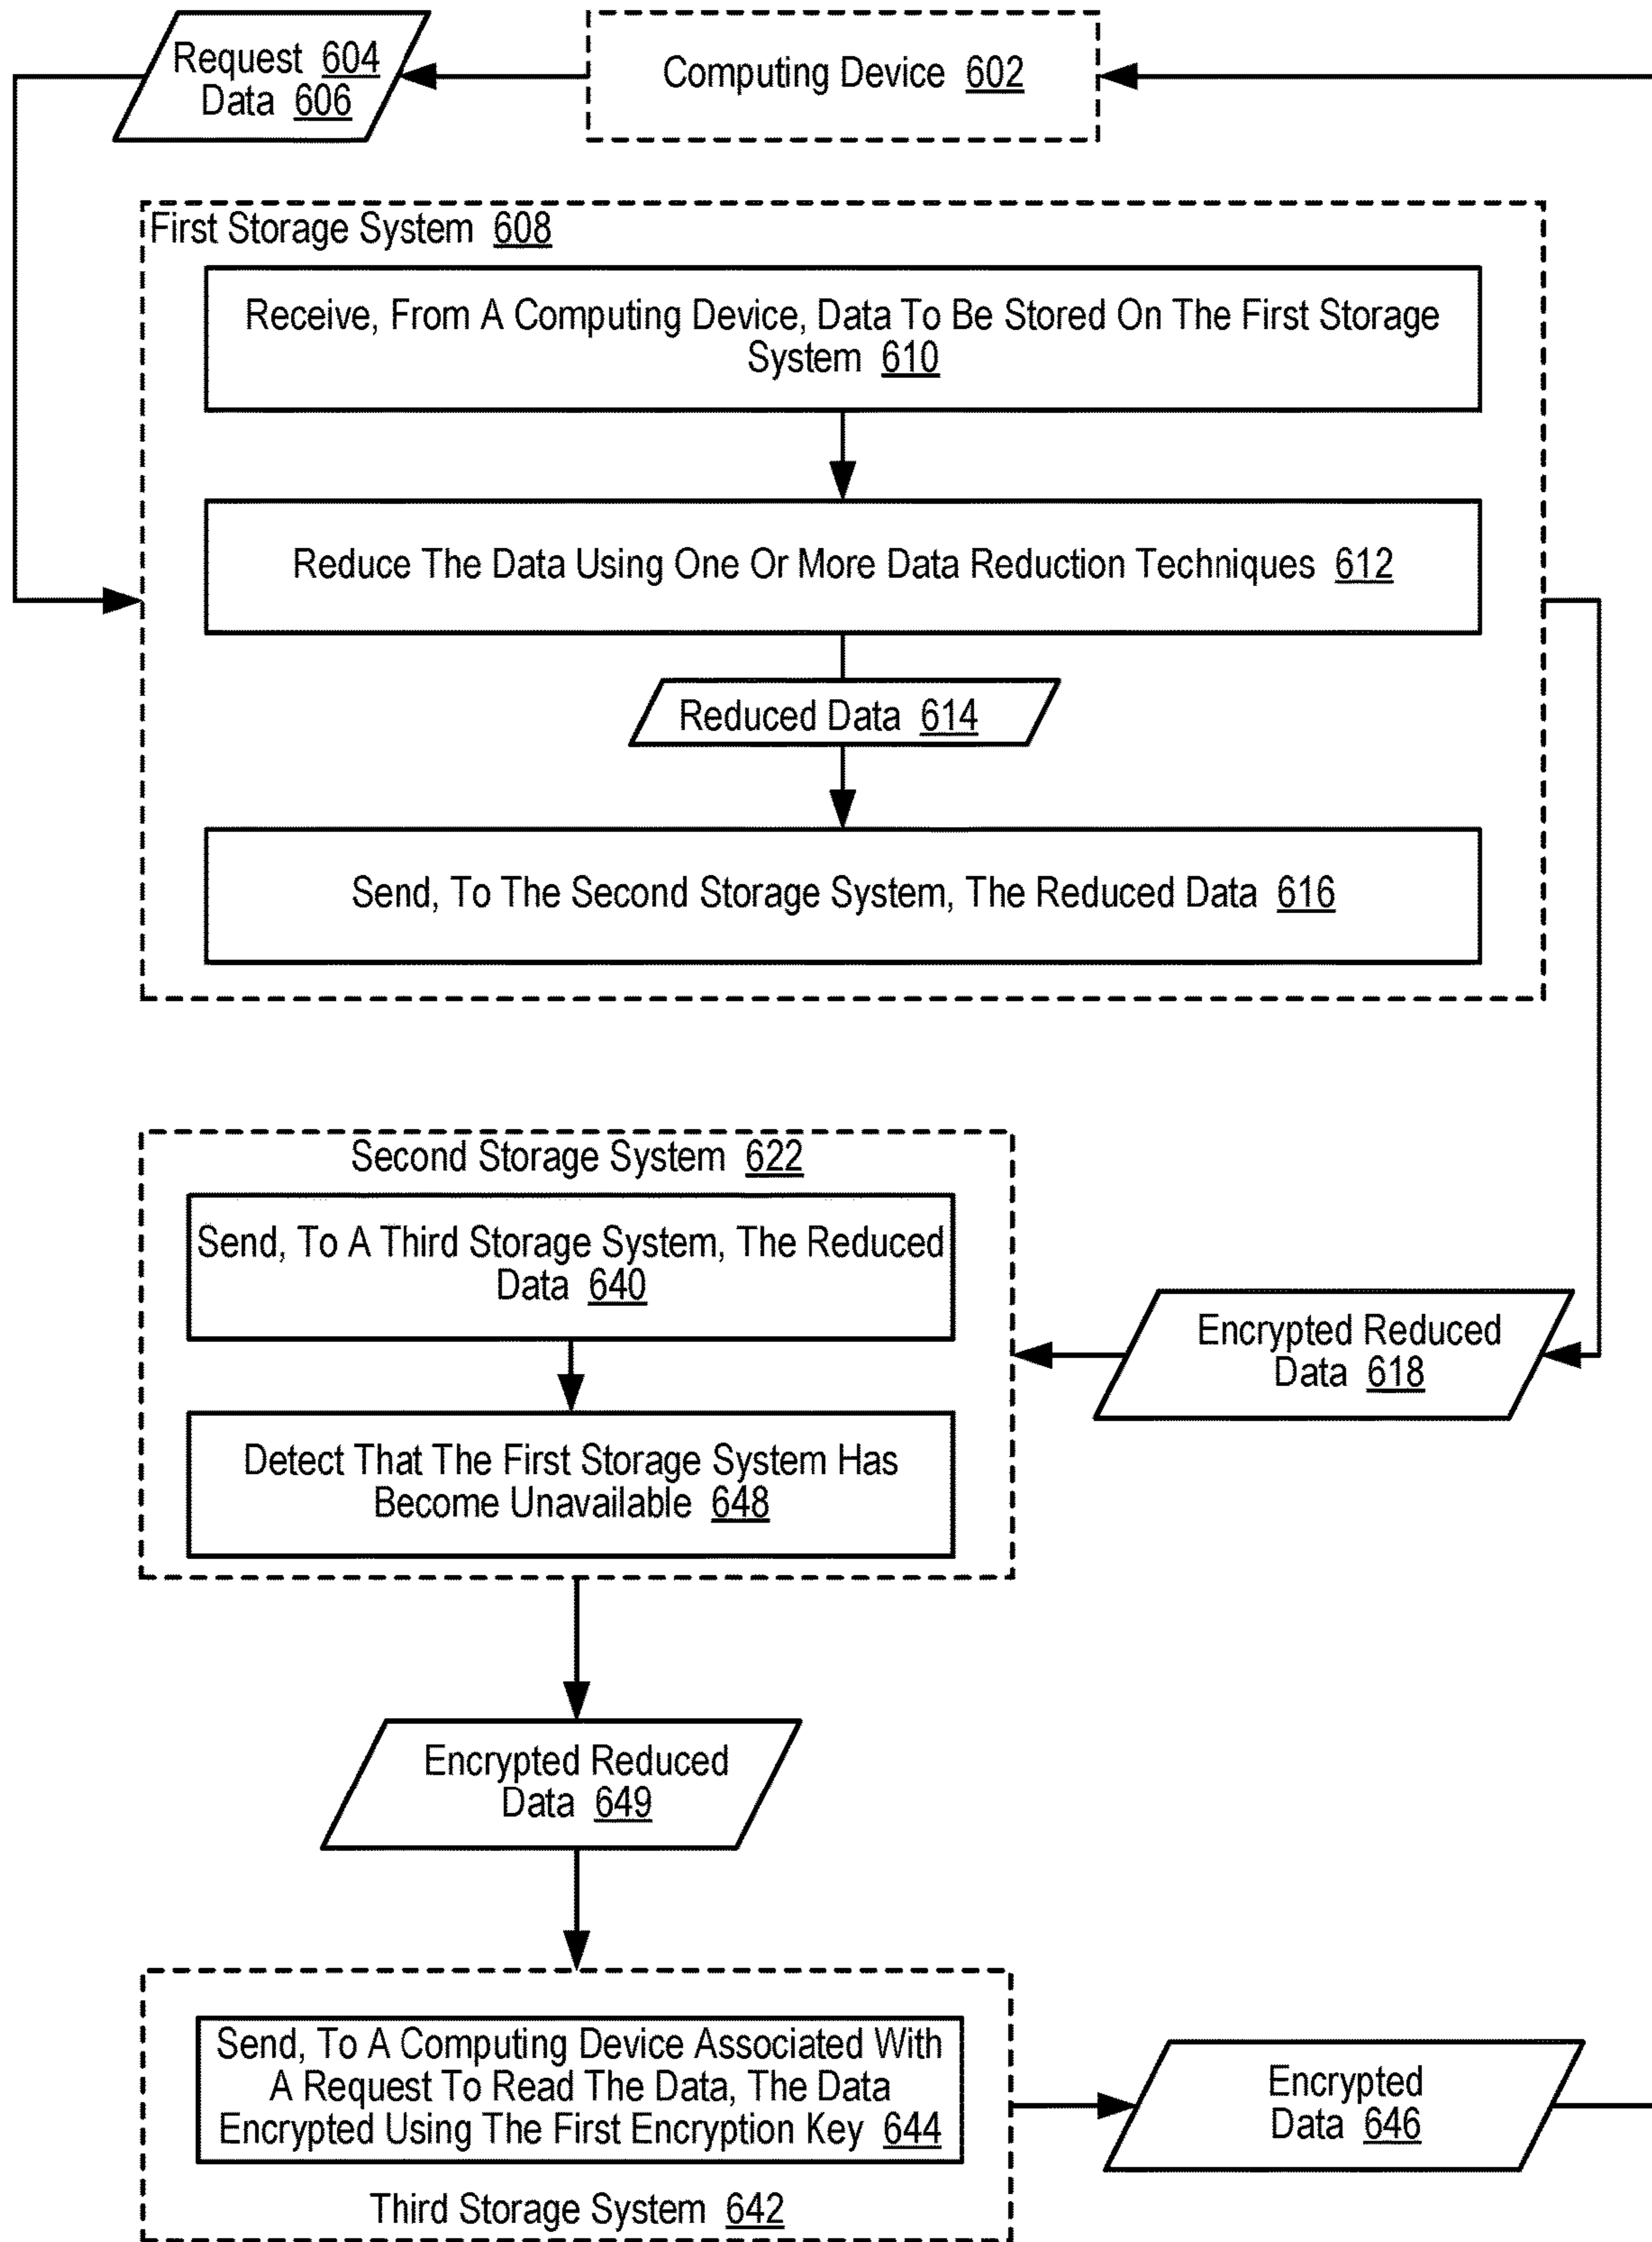 Request 604
Data 606
Computing Device 602
First Storage System 608
Receive, From A Computing Device, Data To Be Stored On The First Storage
System 610
Reduce The Data Using One Or More Data Reduction Techniques 612
Reduced Data 614
Send, To The Second Storage System, The Reduced Data 616
Second Storage System 622
Send, To A Third Storage System, The Reduced
Data 640
Encrypted Reduced
Data 618
Detect That The First Storage System Has
Become Unavailable 648
Encrypted Reduced
Data 649
Send, To A Computing Device Associated With
A Request To Read The Data, The Data
Encrypted Using The First Encryption Key 644
Encrypted
Data 646
Third Storage System 642